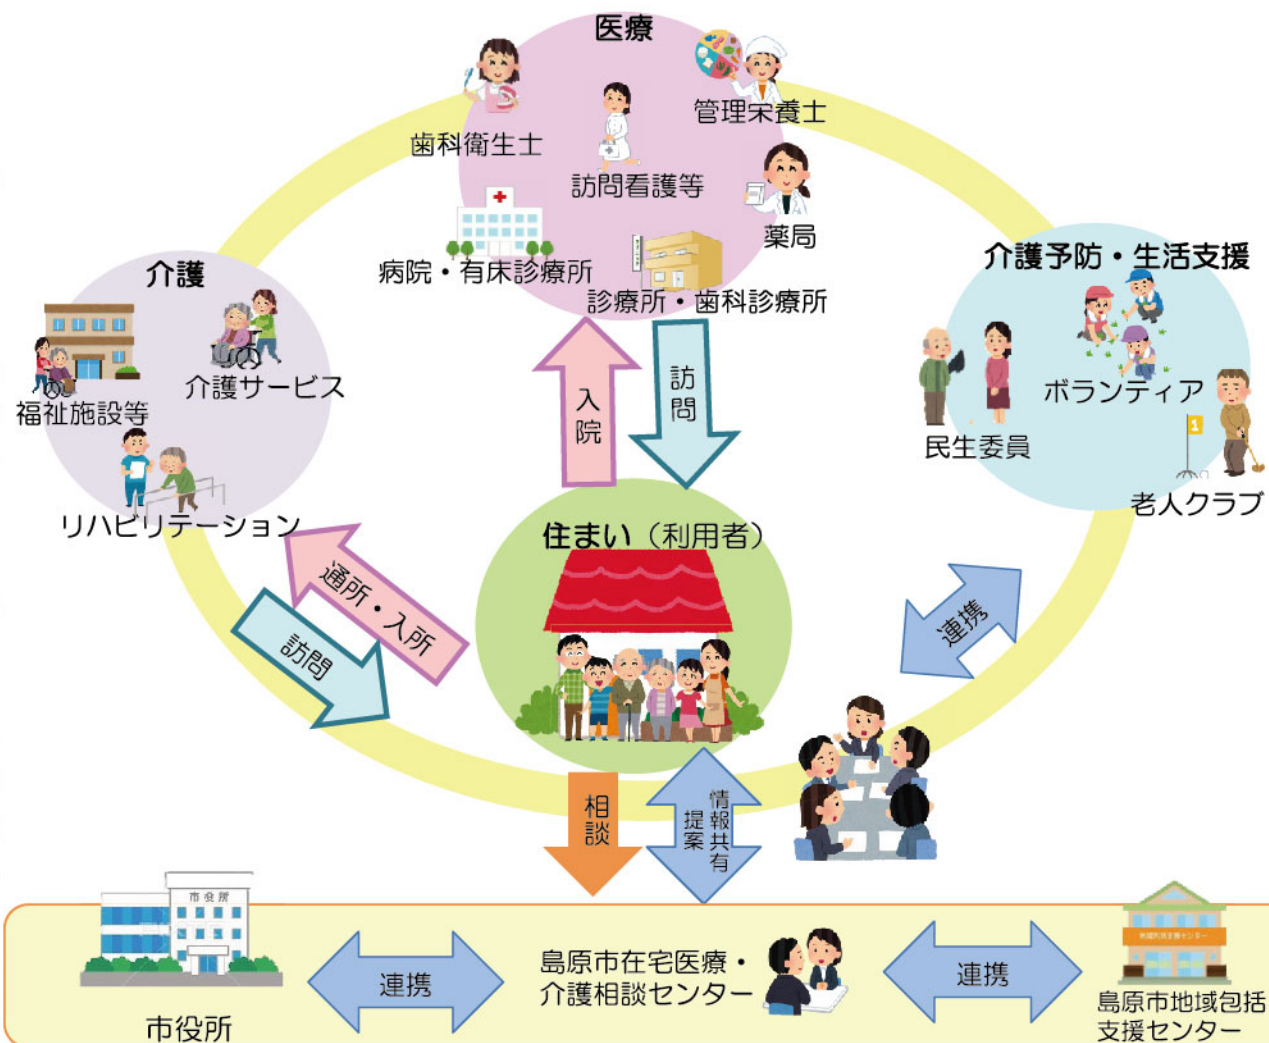 医療
歯科衛生士
管理栄養士
訪問看護等
薬局
病院・有床診療所
診療所・歯科診療所
介護
介護サービス
福祉施設等
リハビリテーション
介護予防・生活支援
ボランティア
民生委員
1
老人クラブ
入院
訪問
住まい（利用者）
通所・入所
訪問
連携
相談
情報共有
提案
市役所
市役所
連携
島原市在宅医療・
介護相談センター
連携
島原市地域包括
支援センター